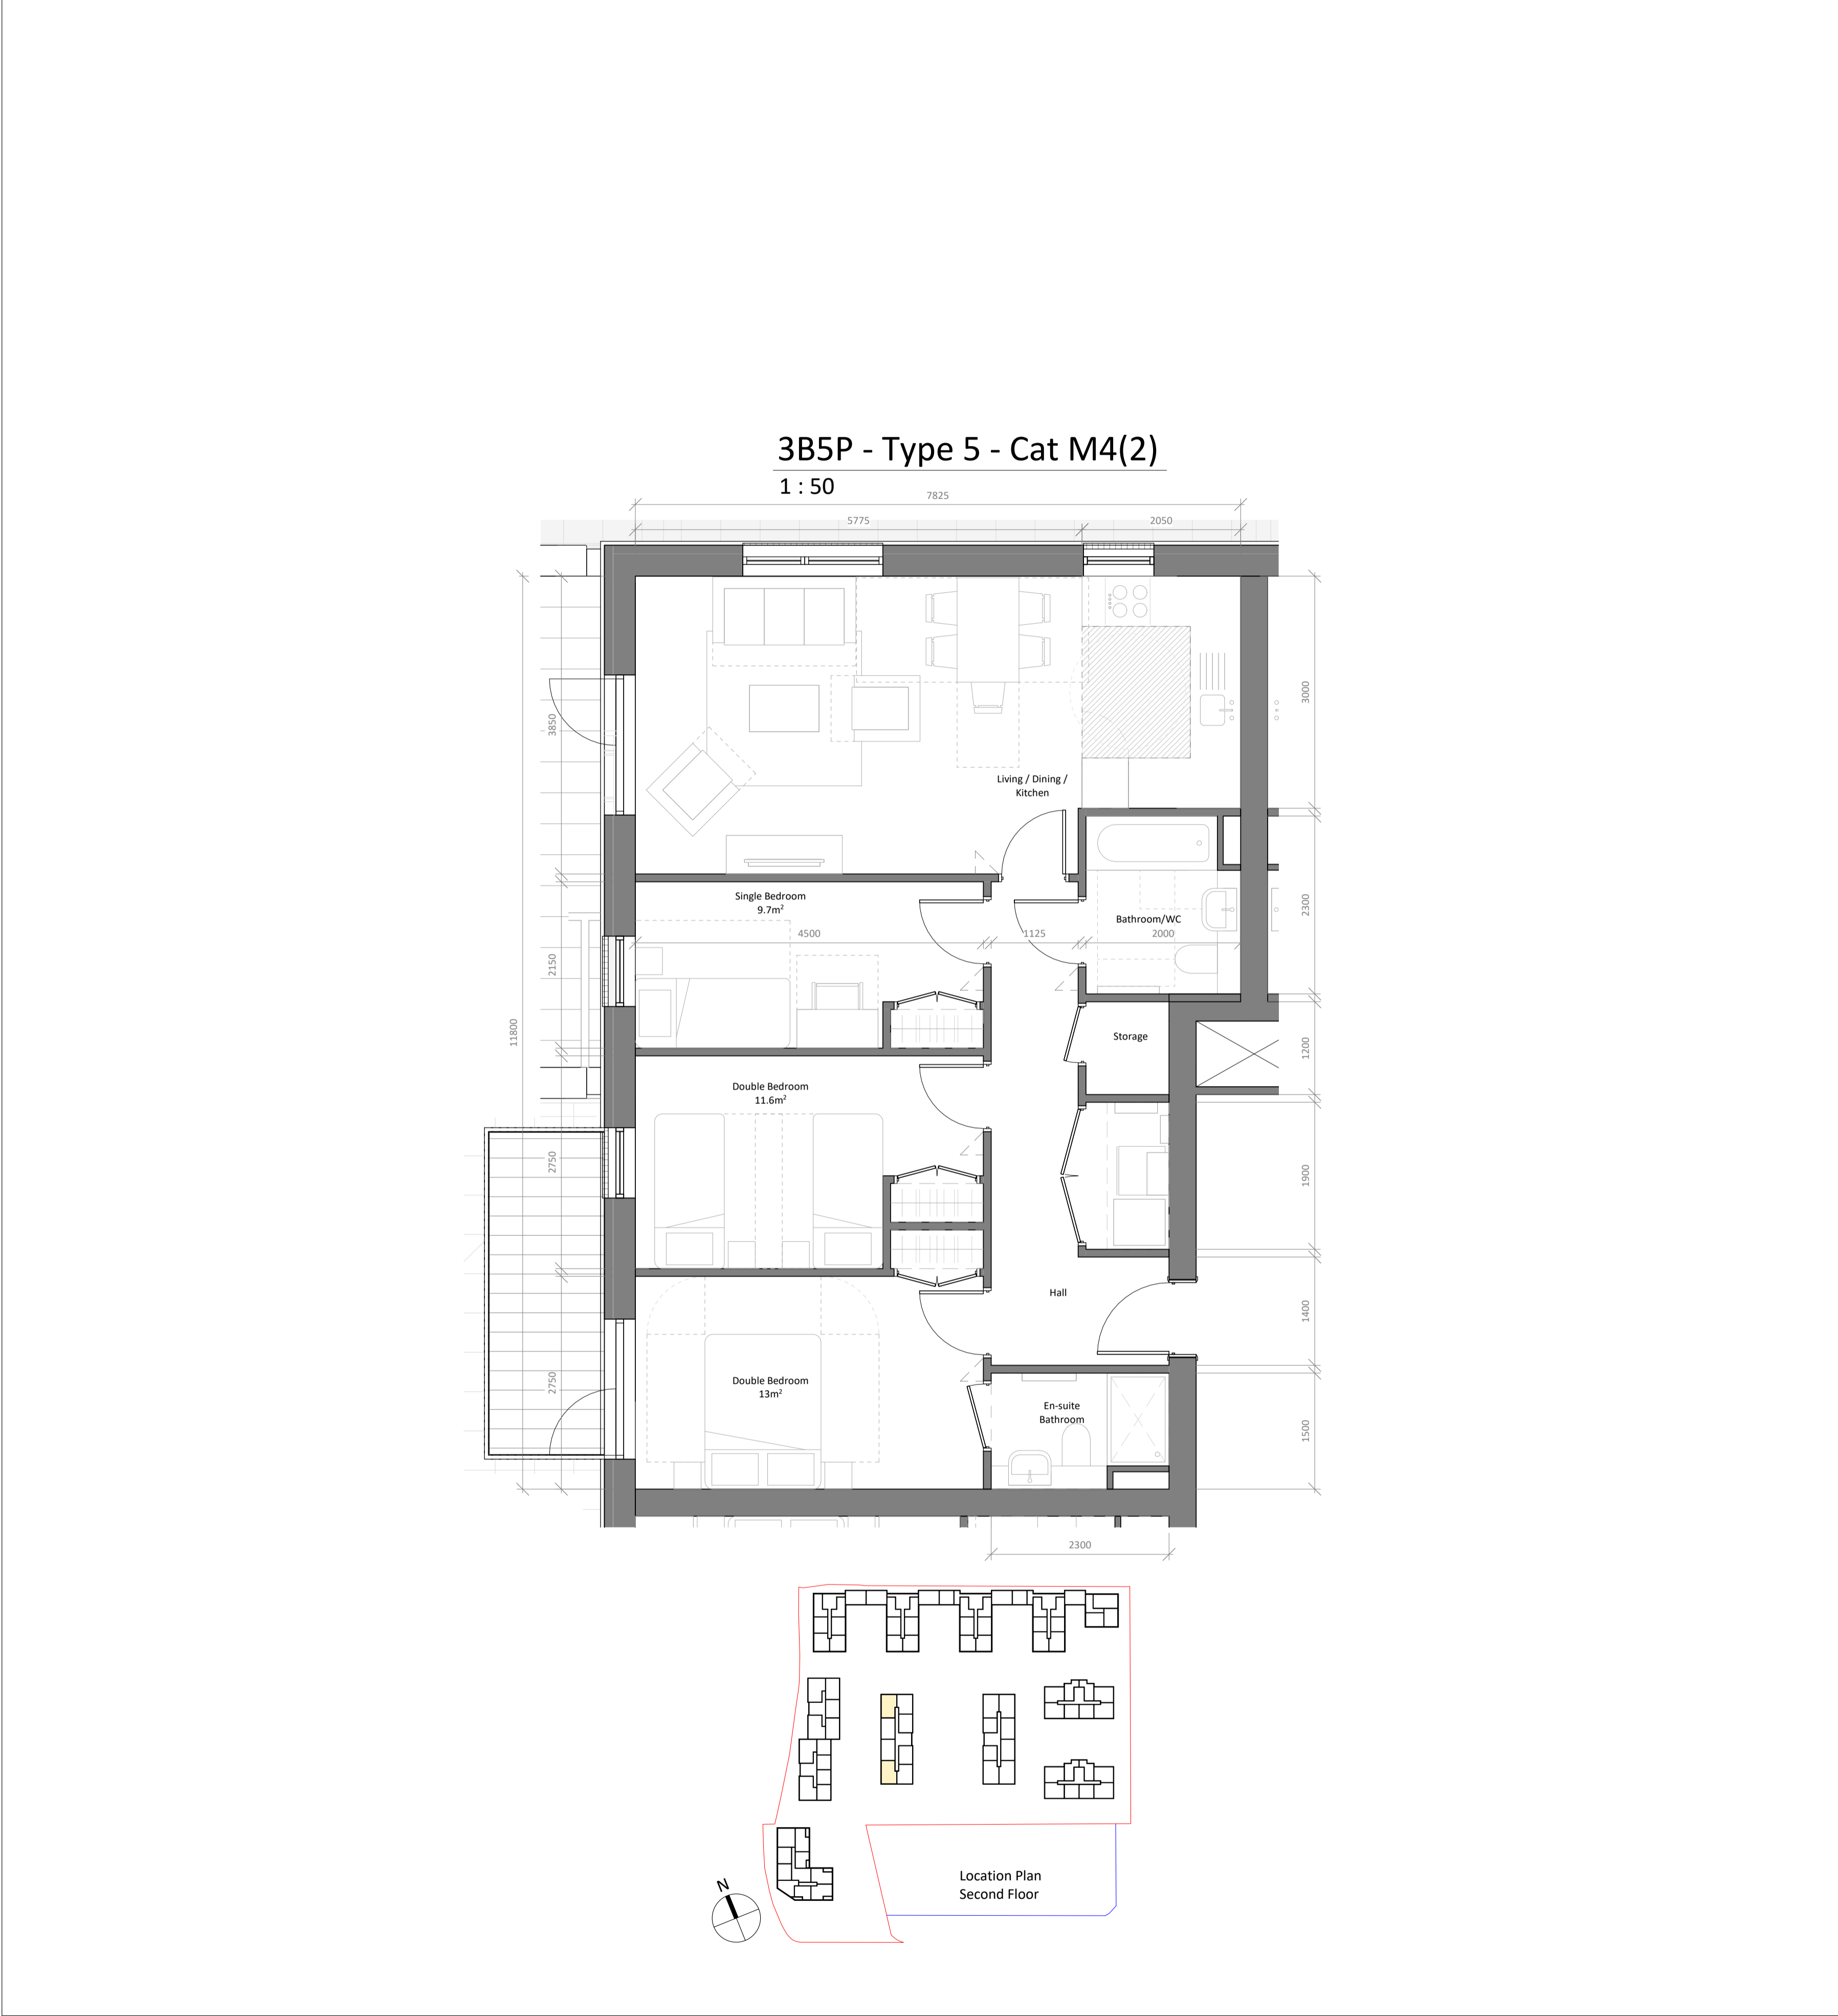 3B5P - Type 5 - Cat M4(2)
1 : 50
7825
5775
2050
3850
3000
Living / Dining /
Kitchen
Single Bedroom
9.7m²
Bathroom/WC
2300
4500
1125
2000
2150
11800
Storage
1200
Double Bedroom
11.6m²
2750
1900
Hall
1400
Double Bedroom
13m²
2750
En-suite
Bathroom
1500
2300
Location Plan
Second Floor
N